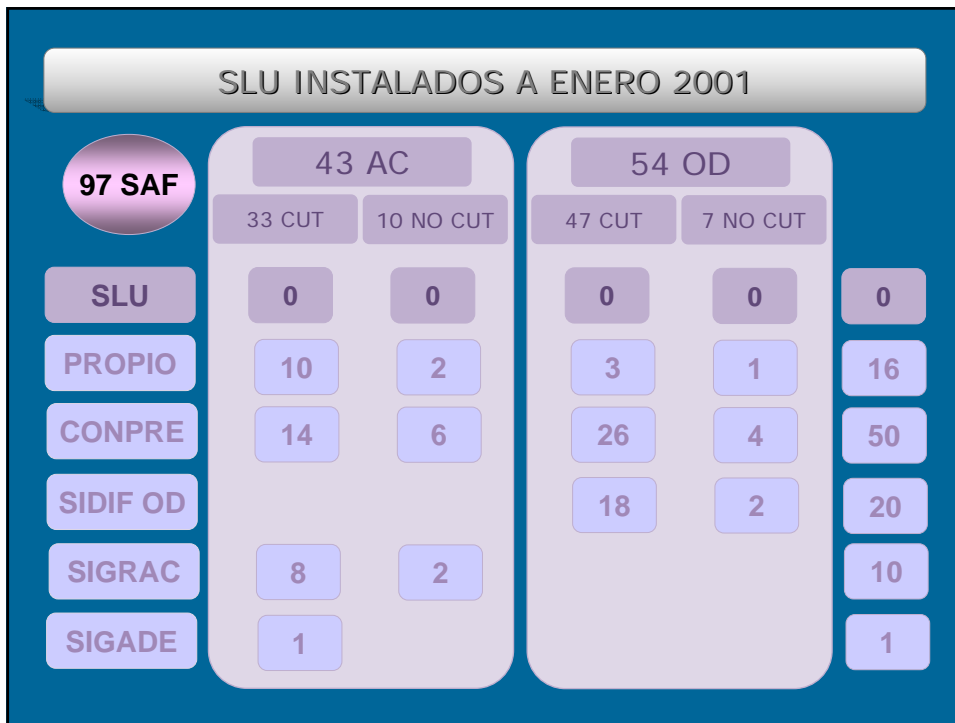 SLU INSTALADOS A ENERO 2001
97 SAF
43 AC 54 OD
33 CUT 10 NO CUT 47 CUT 7 NO CUT
SLU 0 0 0 0 0
PROPIO 10 2 3 1 16
CONPRE 14 6 26 4 50
SIDIF OD 18 2 20
SIGRAC 8 2 10
SIGADE 1 1